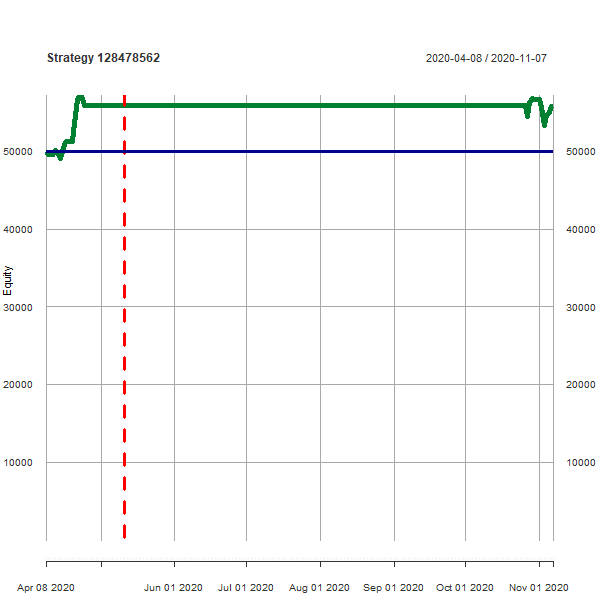 Strategy 128478562
2020-04-08 / 2020-11-07
50000
50000
40000
40000
Equity
30000
30000
20000
20000
10000
10000
Apr 08 2020
Jun 01 2020
Jul 01 2020
Aug 01 2020
Sep 01 2020
Oct 01 2020
Nov 01 2020